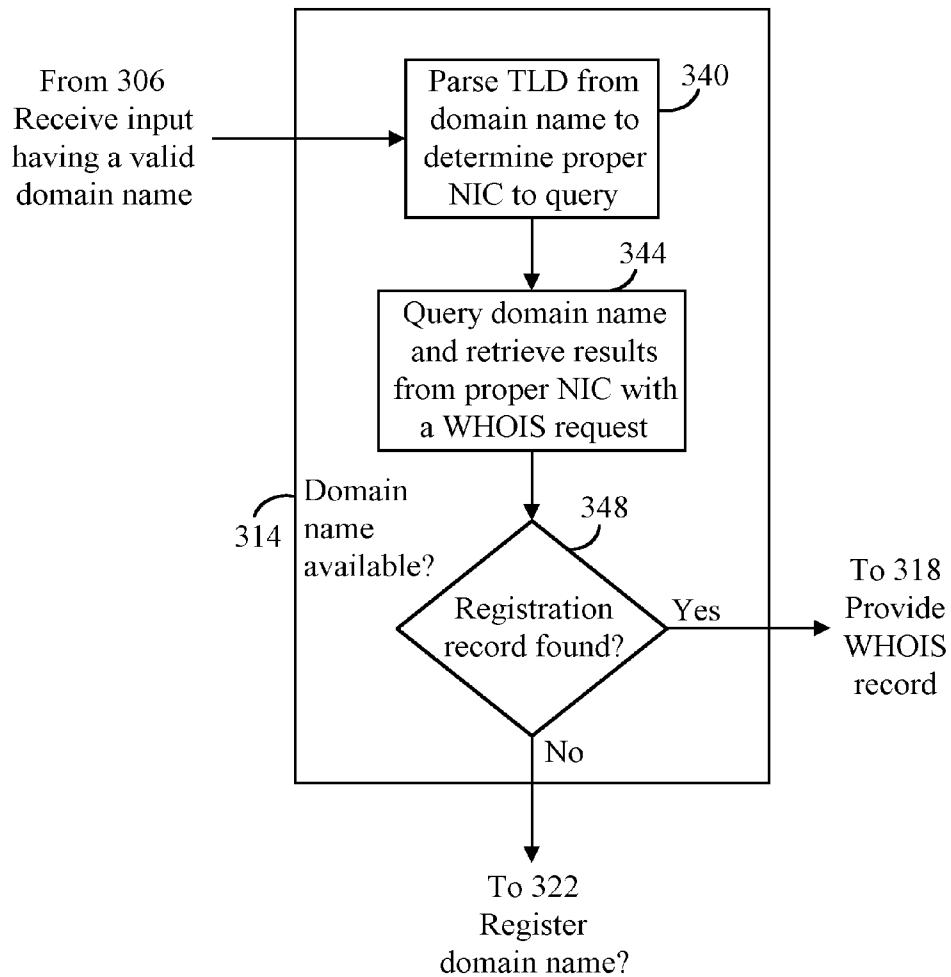 From 306
Receive input
having a valid
domain name
Parse TLD from
domain name to
determine proper
NIC to query
340
344
Query domain name
and retrieve results
from proper NIC with
a WHOIS request
314
Domain
name
available?
348
Registration
record found?
Yes
To 318
Provide
WHOIS
record
No
To 322
Register
domain name?